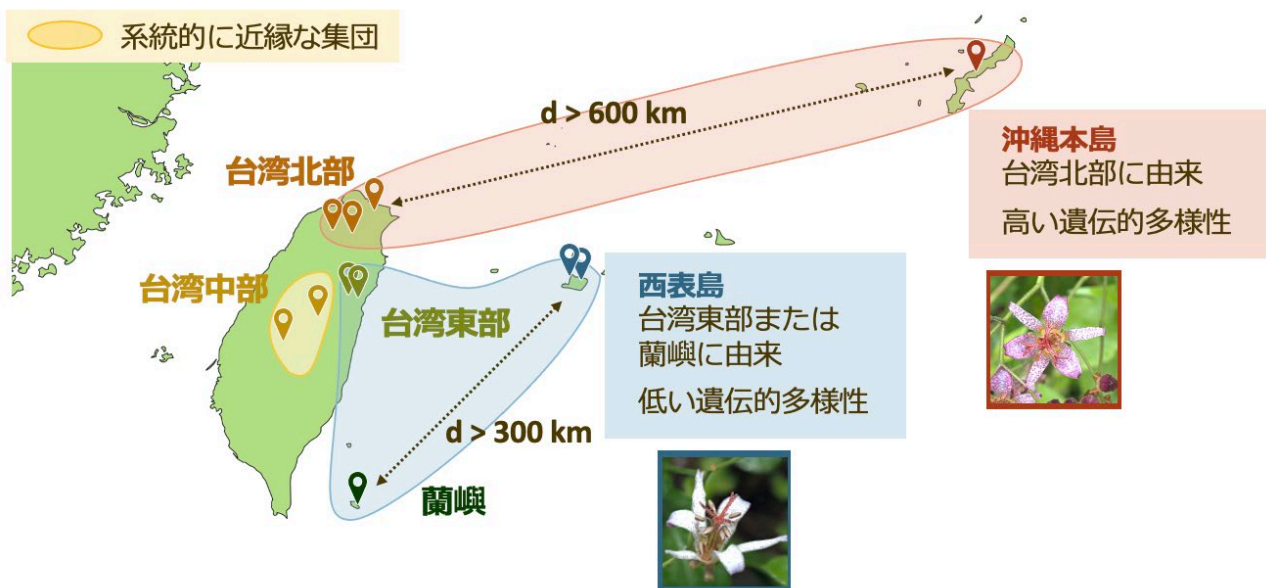 系統的に近縁な集団
d > 600 km
台湾北部
沖縄本島
台湾北部に由来
高い遺伝的多様性
台湾中部
台湾東部
西表島
台湾東部または
蘭嶼に由来
低い遺伝的多様性
d > 300 km
蘭嶼